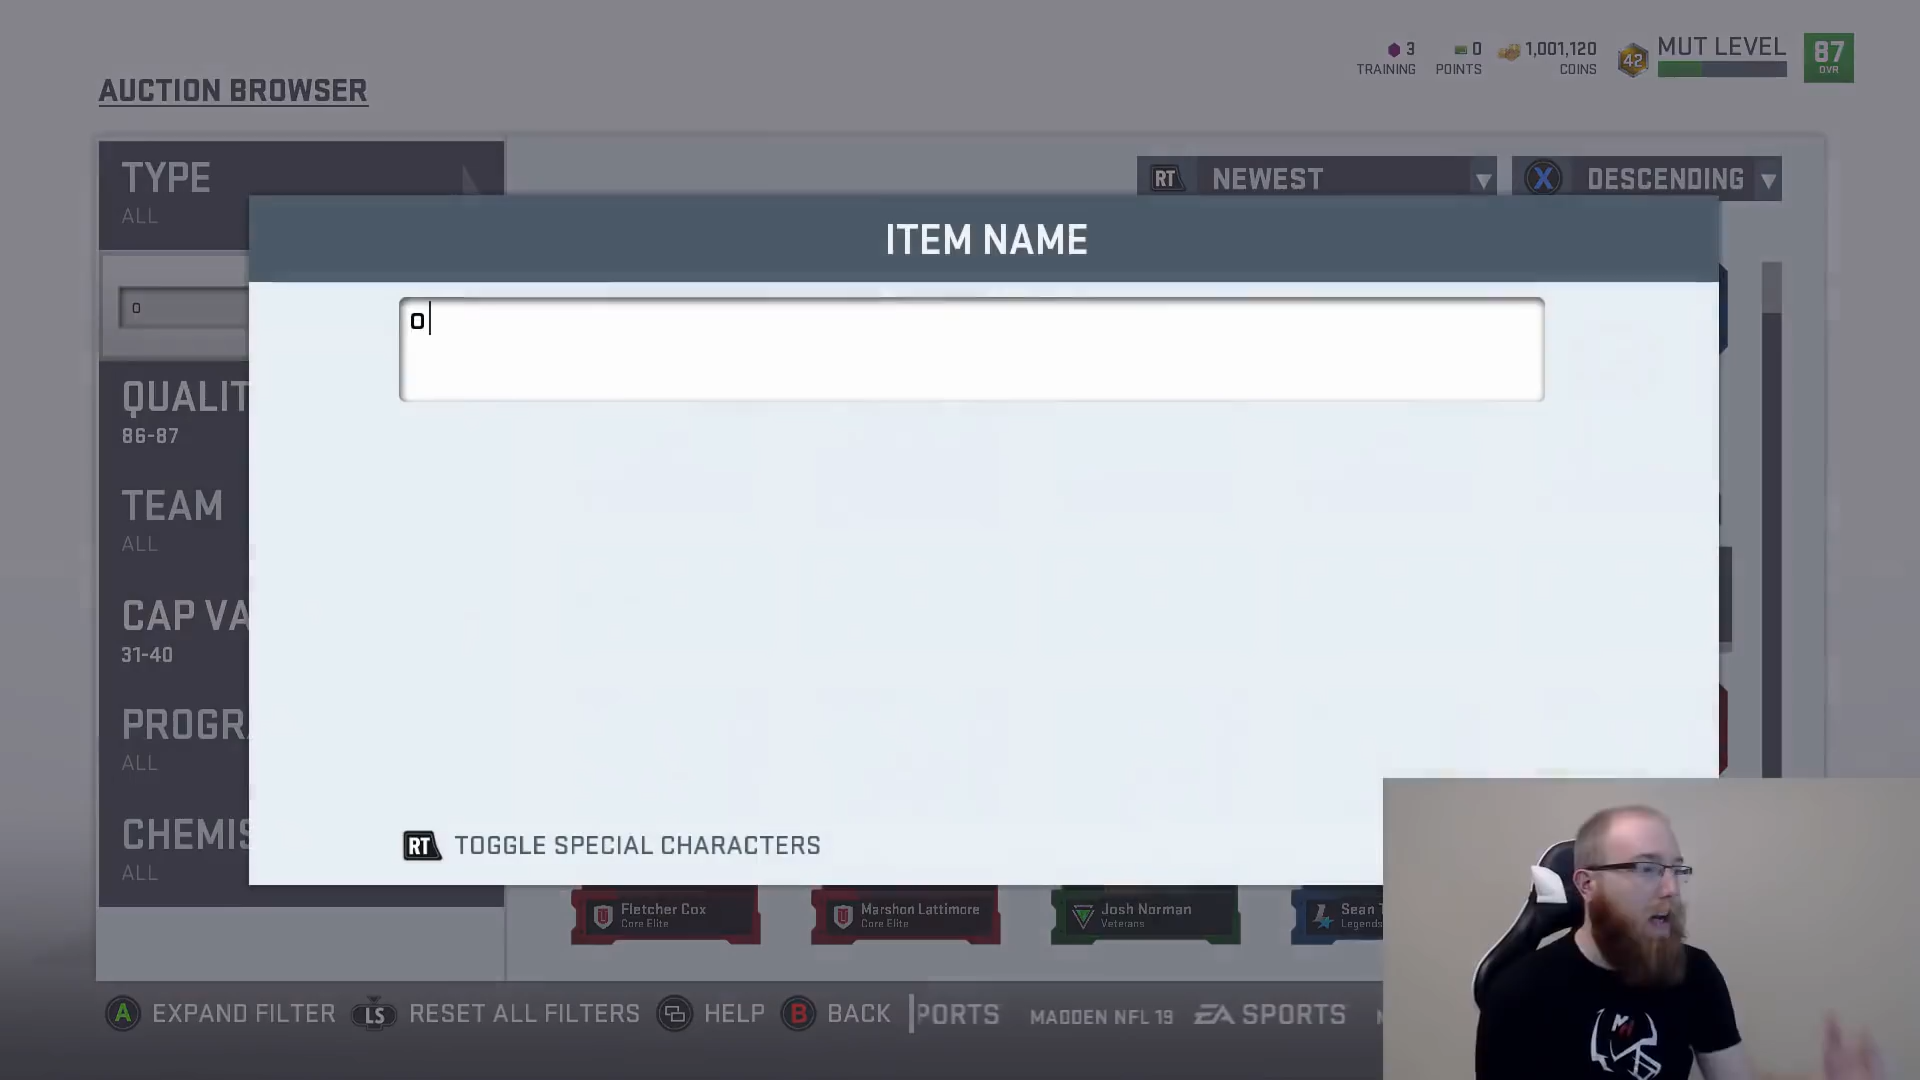 3
TRAINING
0
POINTS
1,001,120
COINS
42
MUT LEVEL
87
OVR
AUCTION BROWSER
TYPE
ALL
RT NEWEST
X DESCENDING
ITEM NAME
o
o
QUALIT
86-87
TEAM
ALL
CAP VA
31-40
PROGR
ALL
CHEMIS
ALL
RT TOGGLE SPECIAL CHARACTERS
Fletcher Cox
Core Elite
Marshon Lattimore
Core Elite
Josh Norman
Veterans
Sean T
Legends
A EXPAND FILTER LS RESET ALL FILTERS HELP B BACK PORTS MADDEN NFL 19 EA SPORTS